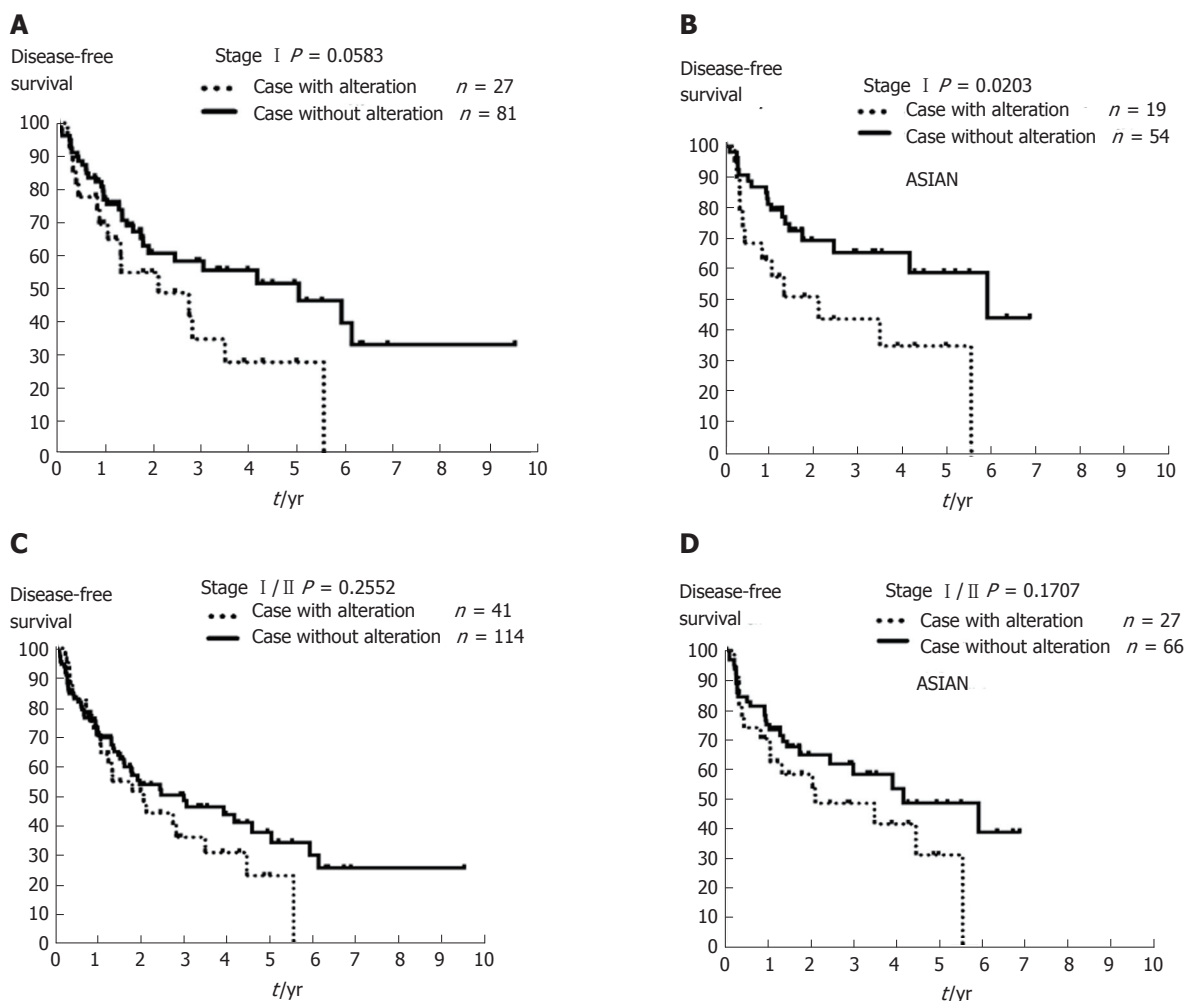 A
Disease-free
survival
Stage Ⅰ P = 0.0583
Case with alteration n = 27
Case without alteration n = 81
100
90
80
70
60
50
40
30
20
10
0
0 1 2 3 4 5 6 7 8 9 10
t/yr
B
Disease-free
survival
Stage Ⅰ P = 0.0203
Case with alteration n = 19
Case without alteration n = 54
ASIAN
100
90
80
70
60
50
40
30
20
10
0
0 1 2 3 4 5 6 7 8 9 10
t/yr
C
Disease-free
survival
Stage Ⅰ/Ⅱ P = 0.2552
Case with alteration n = 41
Case without alteration n = 114
100
90
80
70
60
50
40
30
20
10
0
0 1 2 3 4 5 6 7 8 9 10
t/yr
D
Disease-free
survival
Stage Ⅰ/Ⅱ P = 0.1707
Case with alteration n = 27
Case without alteration n = 66
ASIAN
100
90
80
70
60
50
40
30
20
10
0
0 1 2 3 4 5 6 7 8 9 10
t/yr